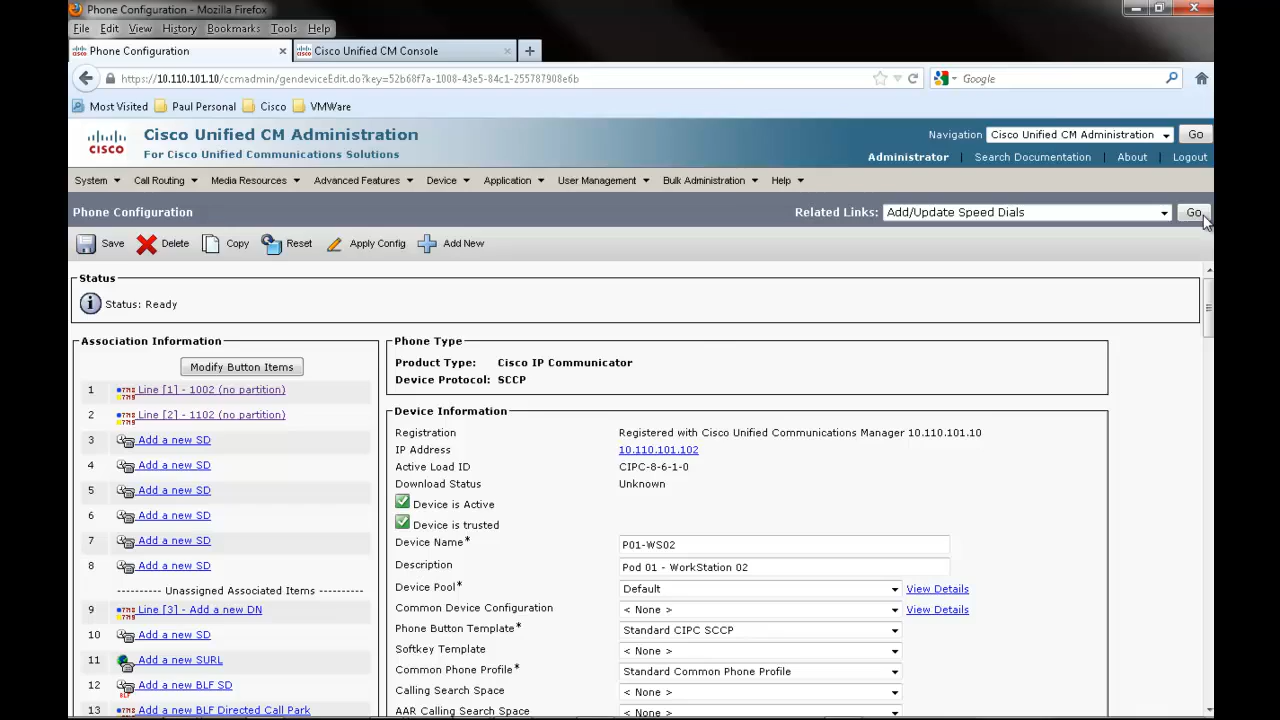 Phone Configuration - Mozilla Firefox
File Edit View History Bookmarks Tools Help
Phone Configuration
Cisco Unified CM Console
https://10.110.101.10/ccmadmin/gendeviceEdit.do?key=52b68f7a-1008-43e5-84c1-255787908e6b
Google
Most Visited Paul Personal Cisco VMWare
cisco
Cisco Unified CM Administration
For Cisco Unified Communications Solutions
Navigation Cisco Unified CM Administration Go
Administrator | Search Documentation | About | Logout
System Call Routing Media Resources Advanced Features Device Application User Management Bulk Administration Help
Phone Configuration
Related Links: Add/Update Speed Dials Go
Save Delete Copy Reset Apply Config Add New
Status
Status: Ready
Association Information
Modify Button Items
1 Line [1] - 1002 (no partition)
2 Line [2] - 1102 (no partition)
3 Add a new SD
4 Add a new SD
5 Add a new SD
6 Add a new SD
7 Add a new SD
8 Add a new SD
---------- Unassigned Associated Items ----------
9 Line [3] - Add a new DN
10 Add a new SD
11 Add a new SURL
12 Add a new BLF SD
13 Add a new BLF Directed Call Park
Phone Type
Product Type: Cisco IP Communicator
Device Protocol: SCCP
Device Information
Registration Registered with Cisco Unified Communications Manager 10.110.101.10
IP Address 10.110.101.102
Active Load ID CIPC-8-6-1-0
Download Status Unknown
Device is Active
Device is trusted
Device Name* P01-WS02
Description Pod 01 - WorkStation 02
Device Pool* Default View Details
Common Device Configuration < None > View Details
Phone Button Template* Standard CIPC SCCP
Softkey Template < None >
Common Phone Profile* Standard Common Phone Profile
Calling Search Space < None >
AAR Calling Search Space < None >